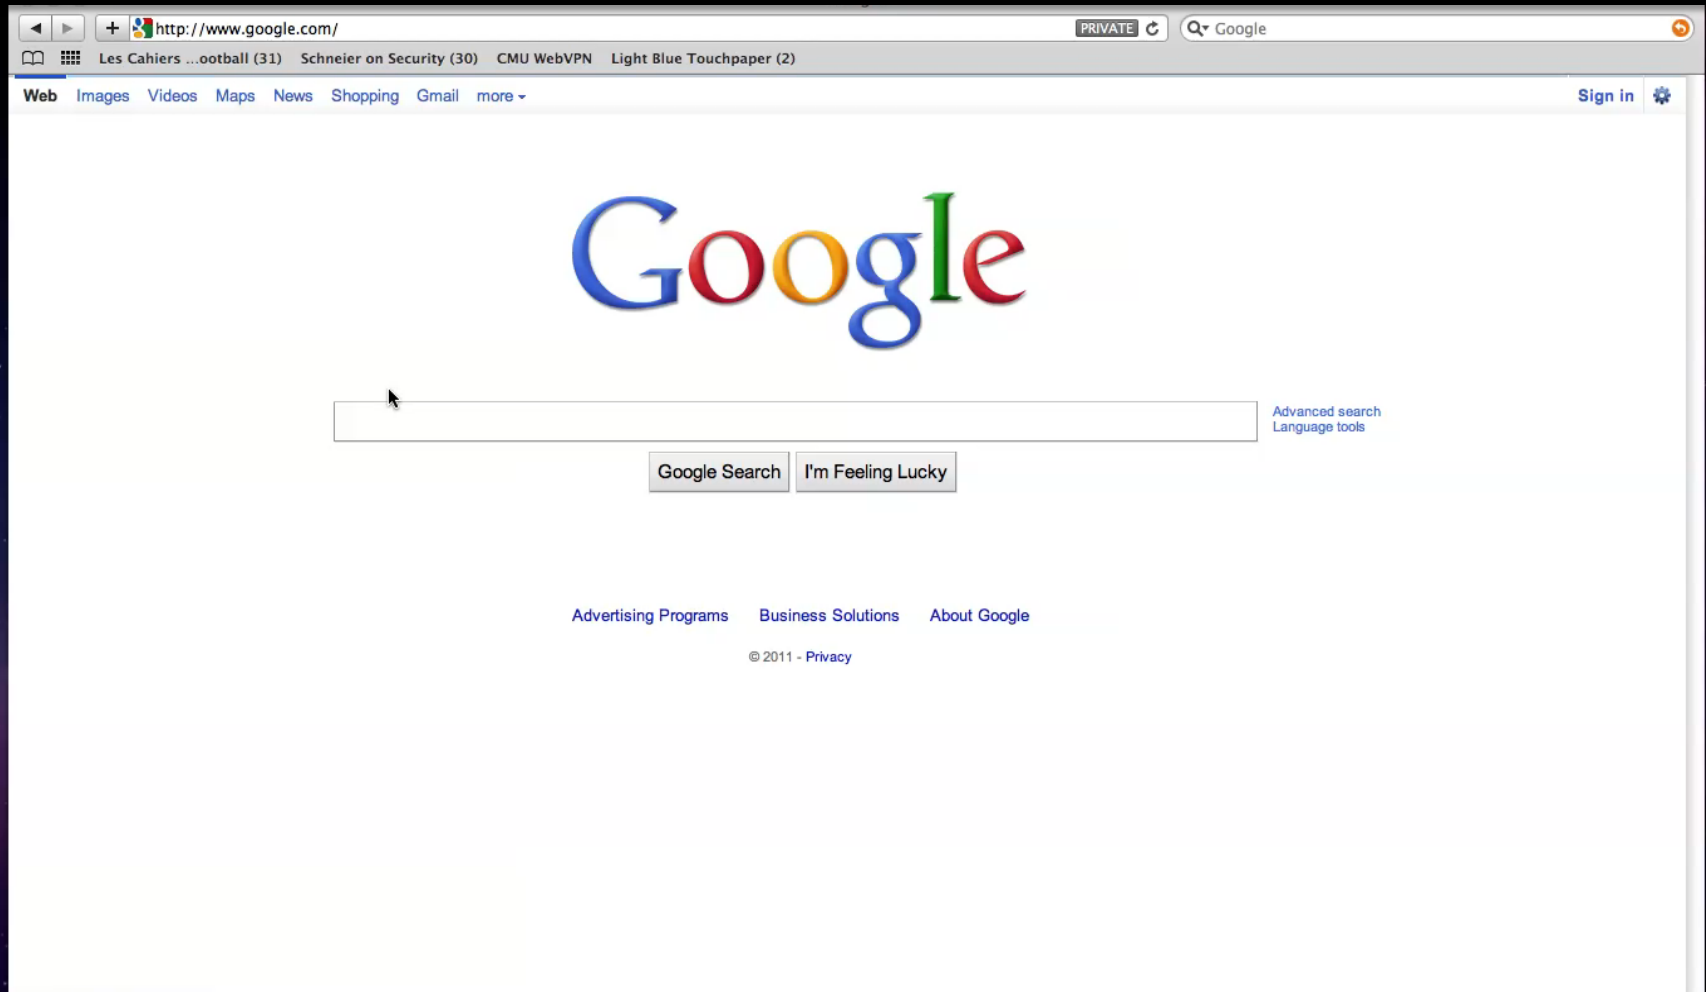 http://www.google.com/ PRIVATE Google
Les Cahiers ...ootball (31) Schneier on Security (30) CMU WebVPN Light Blue Touchpaper (2)
Web Images Videos Maps News Shopping Gmail more Sign in
Google
Advanced search
Language tools
Google Search I'm Feeling Lucky
Advertising Programs Business Solutions About Google
© 2011 - Privacy